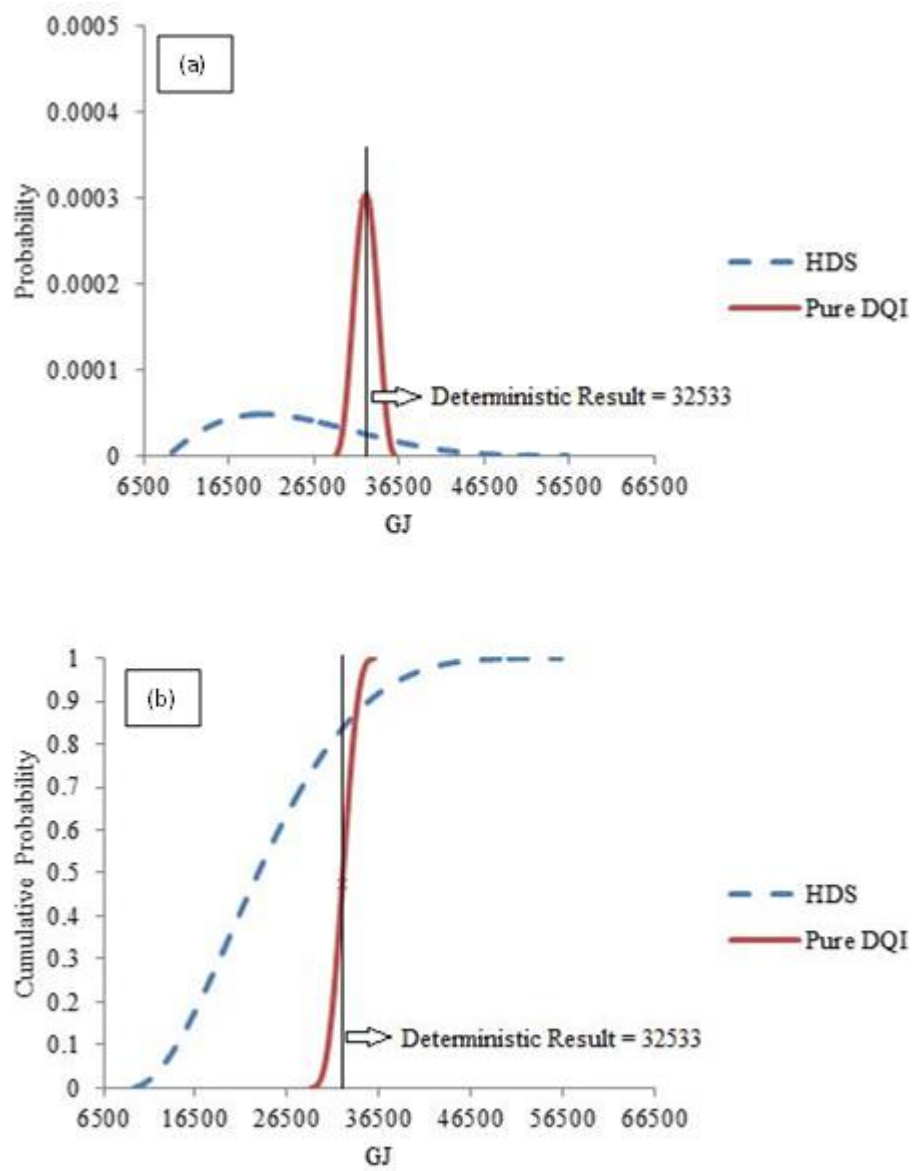 0.0005
(a)
0.0004
0.0003
0.0002
0.0001
0
Probability
HDS
Pure DQI
Deterministic Result = 32533
6500 16500 26500 36500 46500 56500 66500
GJ
1
0.9
(b)
0.8
0.7
0.6
0.5
0.4
0.3
0.2
0.1
0
Cumulative Probability
HDS
Pure DQI
Deterministic Result = 32533
6500 16500 26500 36500 46500 56500 66500
GJ